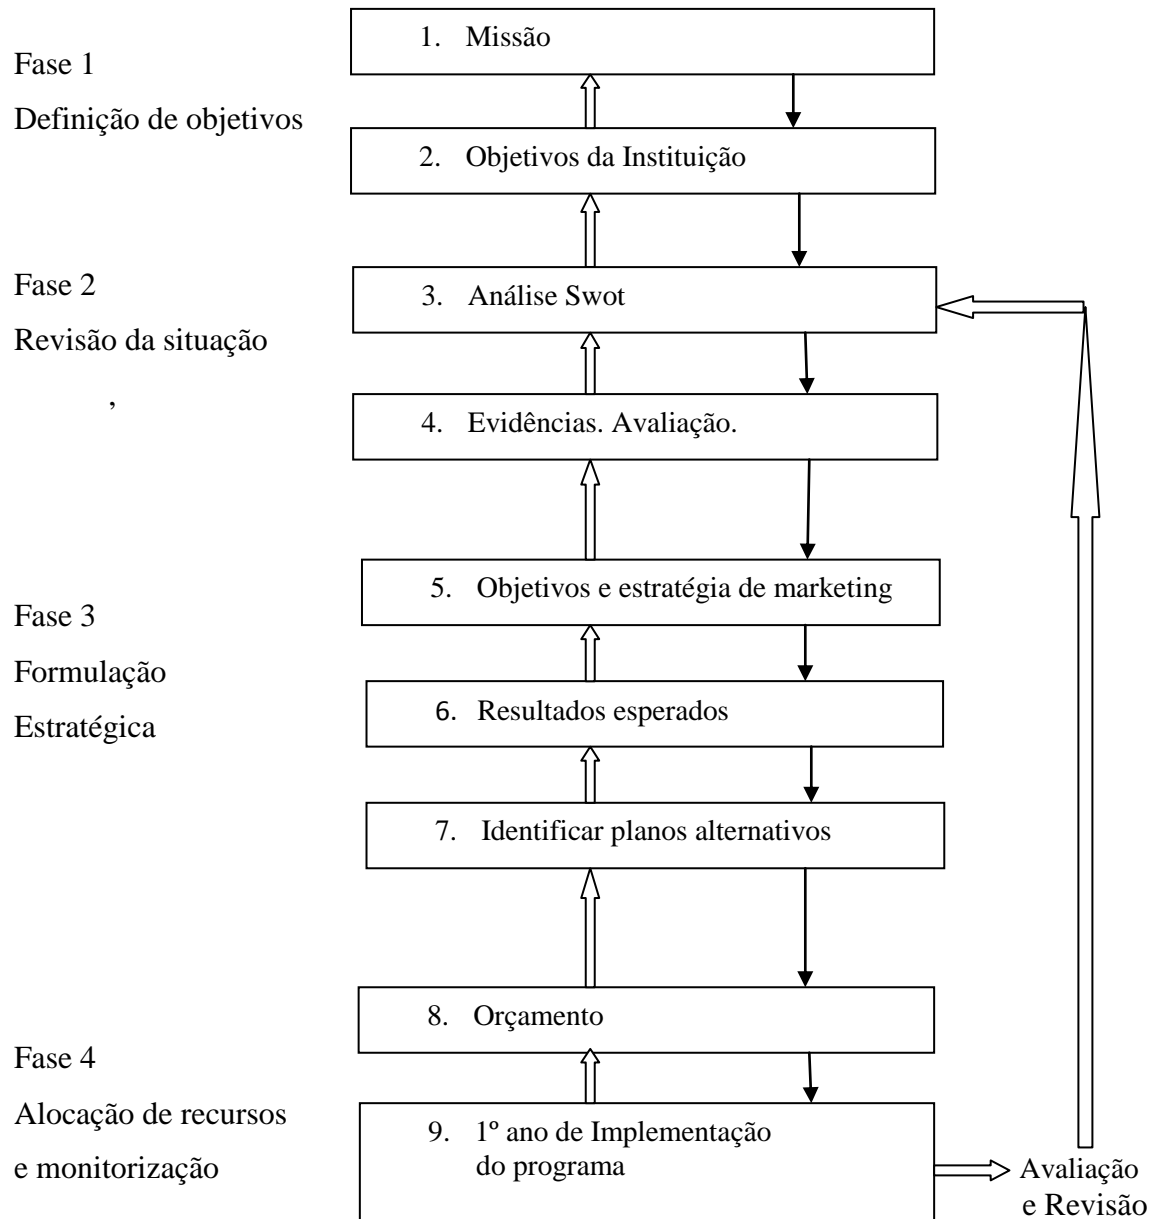 Fase 1
Definição de objetivos
1. Missão
2. Objetivos da Instituição
Fase 2
Revisão da situação
,
3. Análise Swot
4. Evidências. Avaliação.
Fase 3
Formulação
Estratégica
5. Objetivos e estratégia de marketing
6. Resultados esperados
7. Identificar planos alternativos
Fase 4
Alocação de recursos
e monitorização
8. Orçamento
9. 1º ano de Implementação
do programa
Avaliação
e Revisão